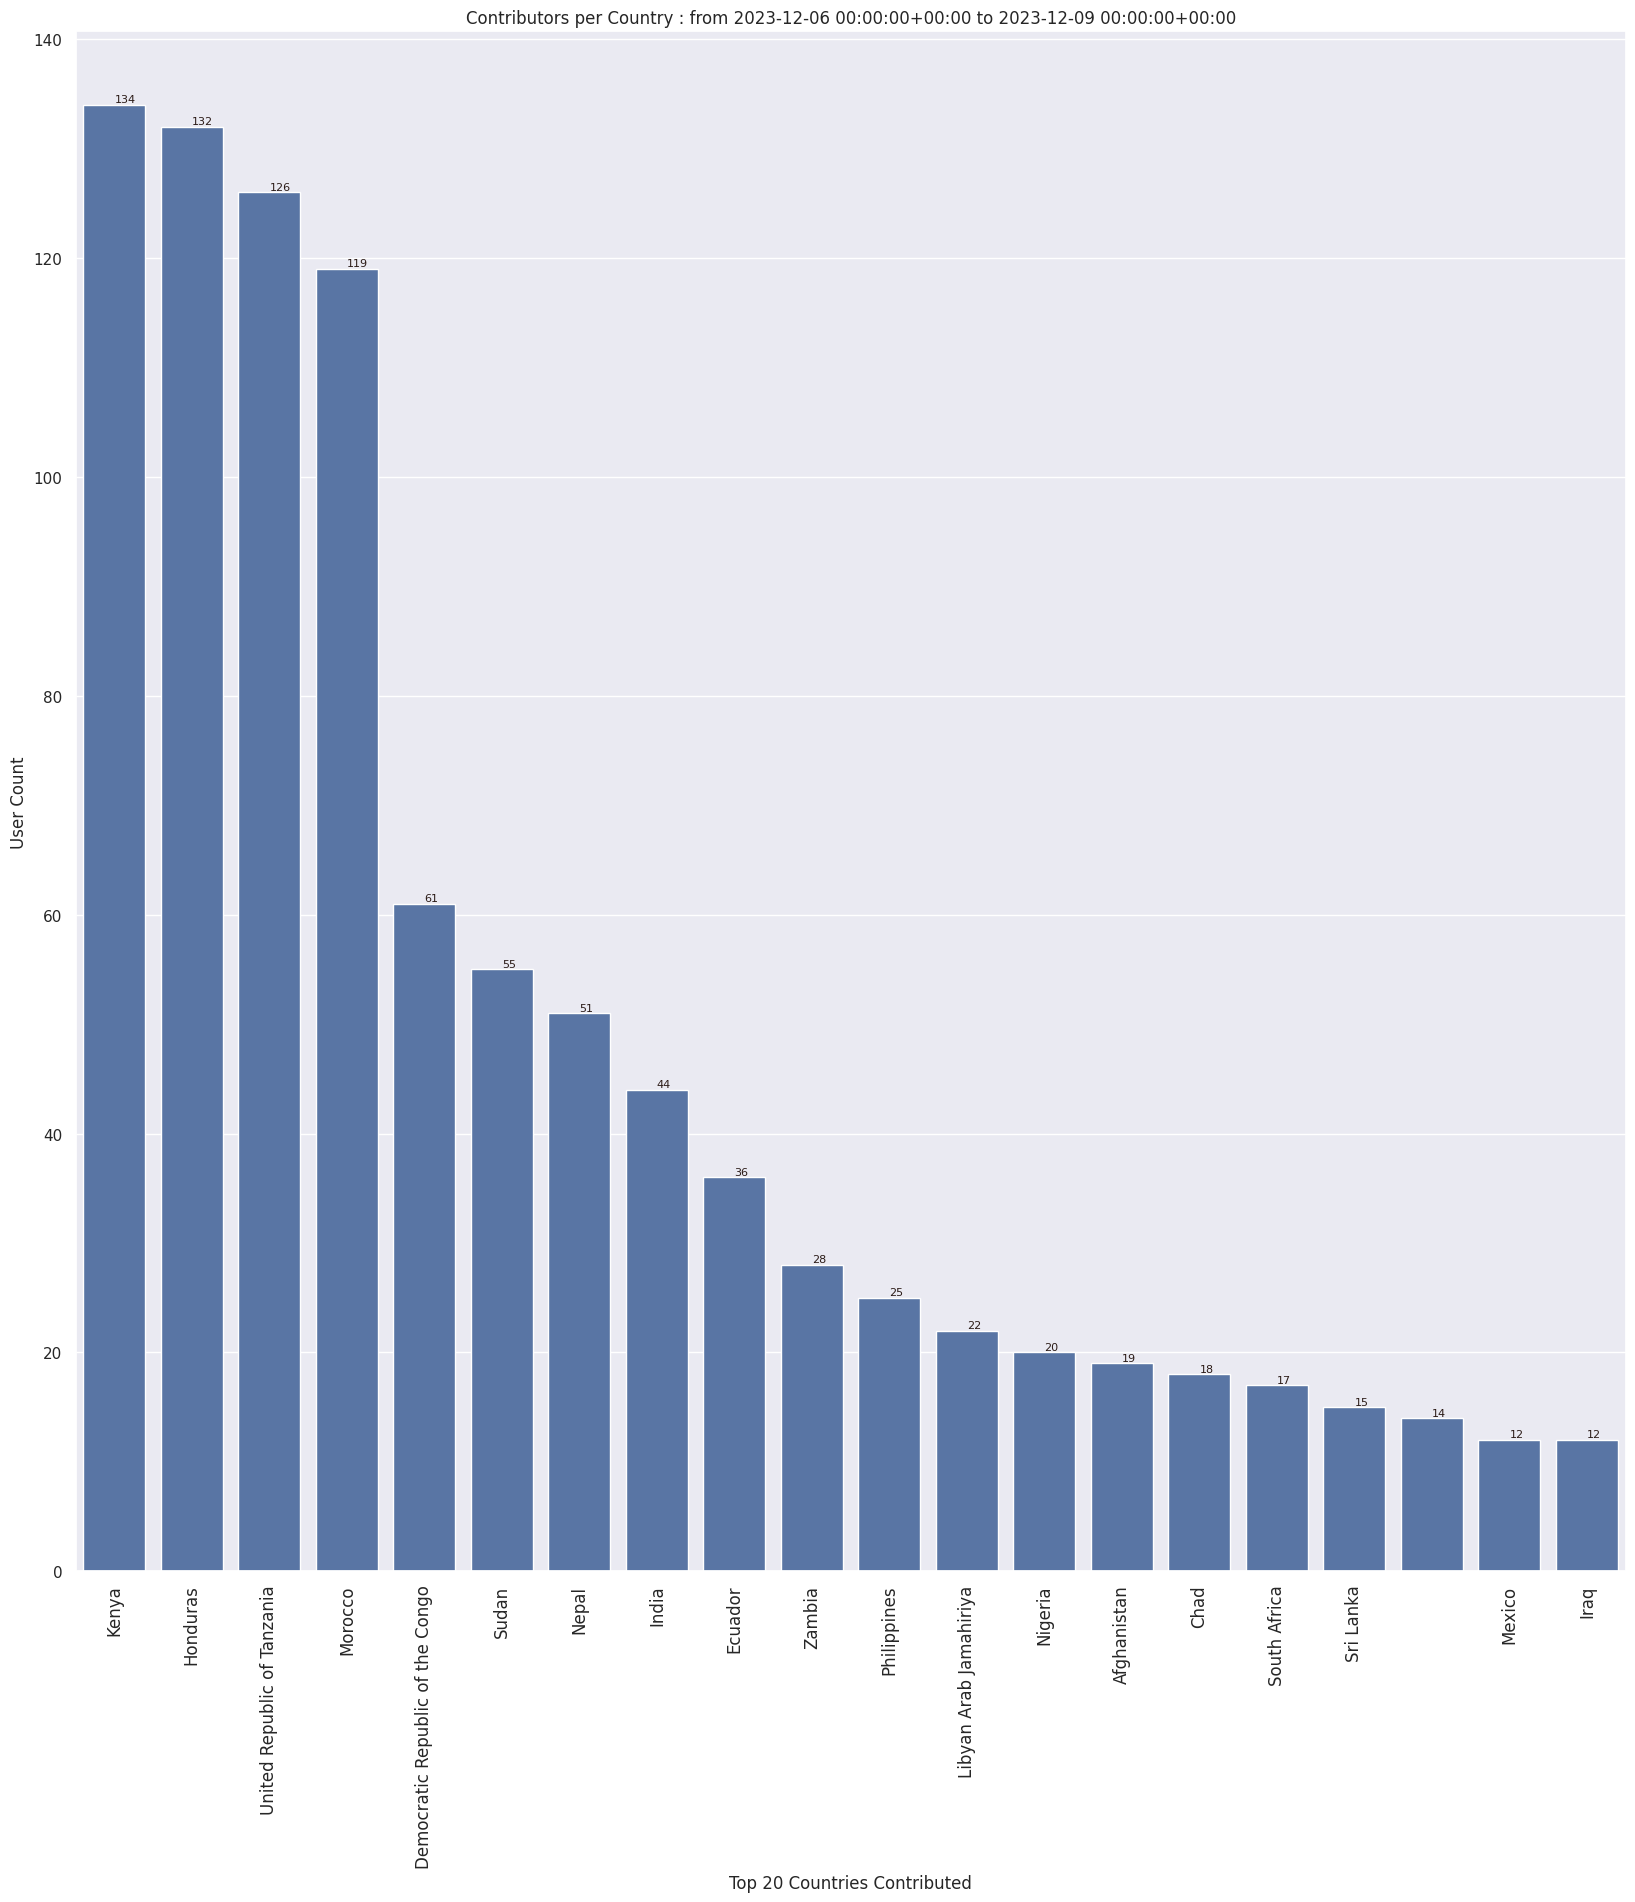 Contributors per Country : from 2023-12-06 00:00:00+00:00 to 2023-12-09 00:00:00+00:00
140
120
100
80
60
40
20
0
User Count
134
132
126
119
61
55
51
44
36
28
25
22
20
19
18
17
15
14
12
12
Kenya
Honduras
United Republic of Tanzania
Morocco
Democratic Republic of the Congo
Sudan
Nepal
India
Ecuador
Zambia
Philippines
Libyan Arab Jamahiriya
Nigeria
Afghanistan
Chad
South Africa
Sri Lanka
Mexico
Iraq
Top 20 Countries Contributed